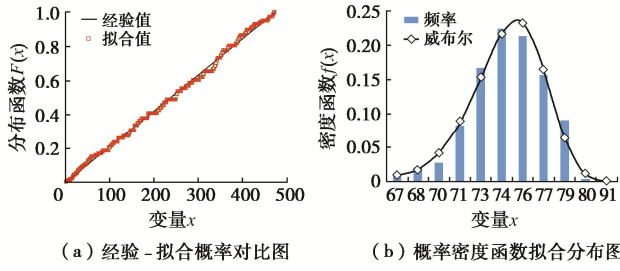 经验值
拟合值
分布函数F(x)
1.0
0.8
0.6
0.4
0.2
0 100 200 300 400 500
变量x
(a) 经验-拟合概率对比图
频率
威布尔
密度函数f(x)
0.25
0.20
0.15
0.10
0.05
0
67 68 70 71 73 74 76 77 79 80 91
变量x
(b) 概率密度函数拟合分布图